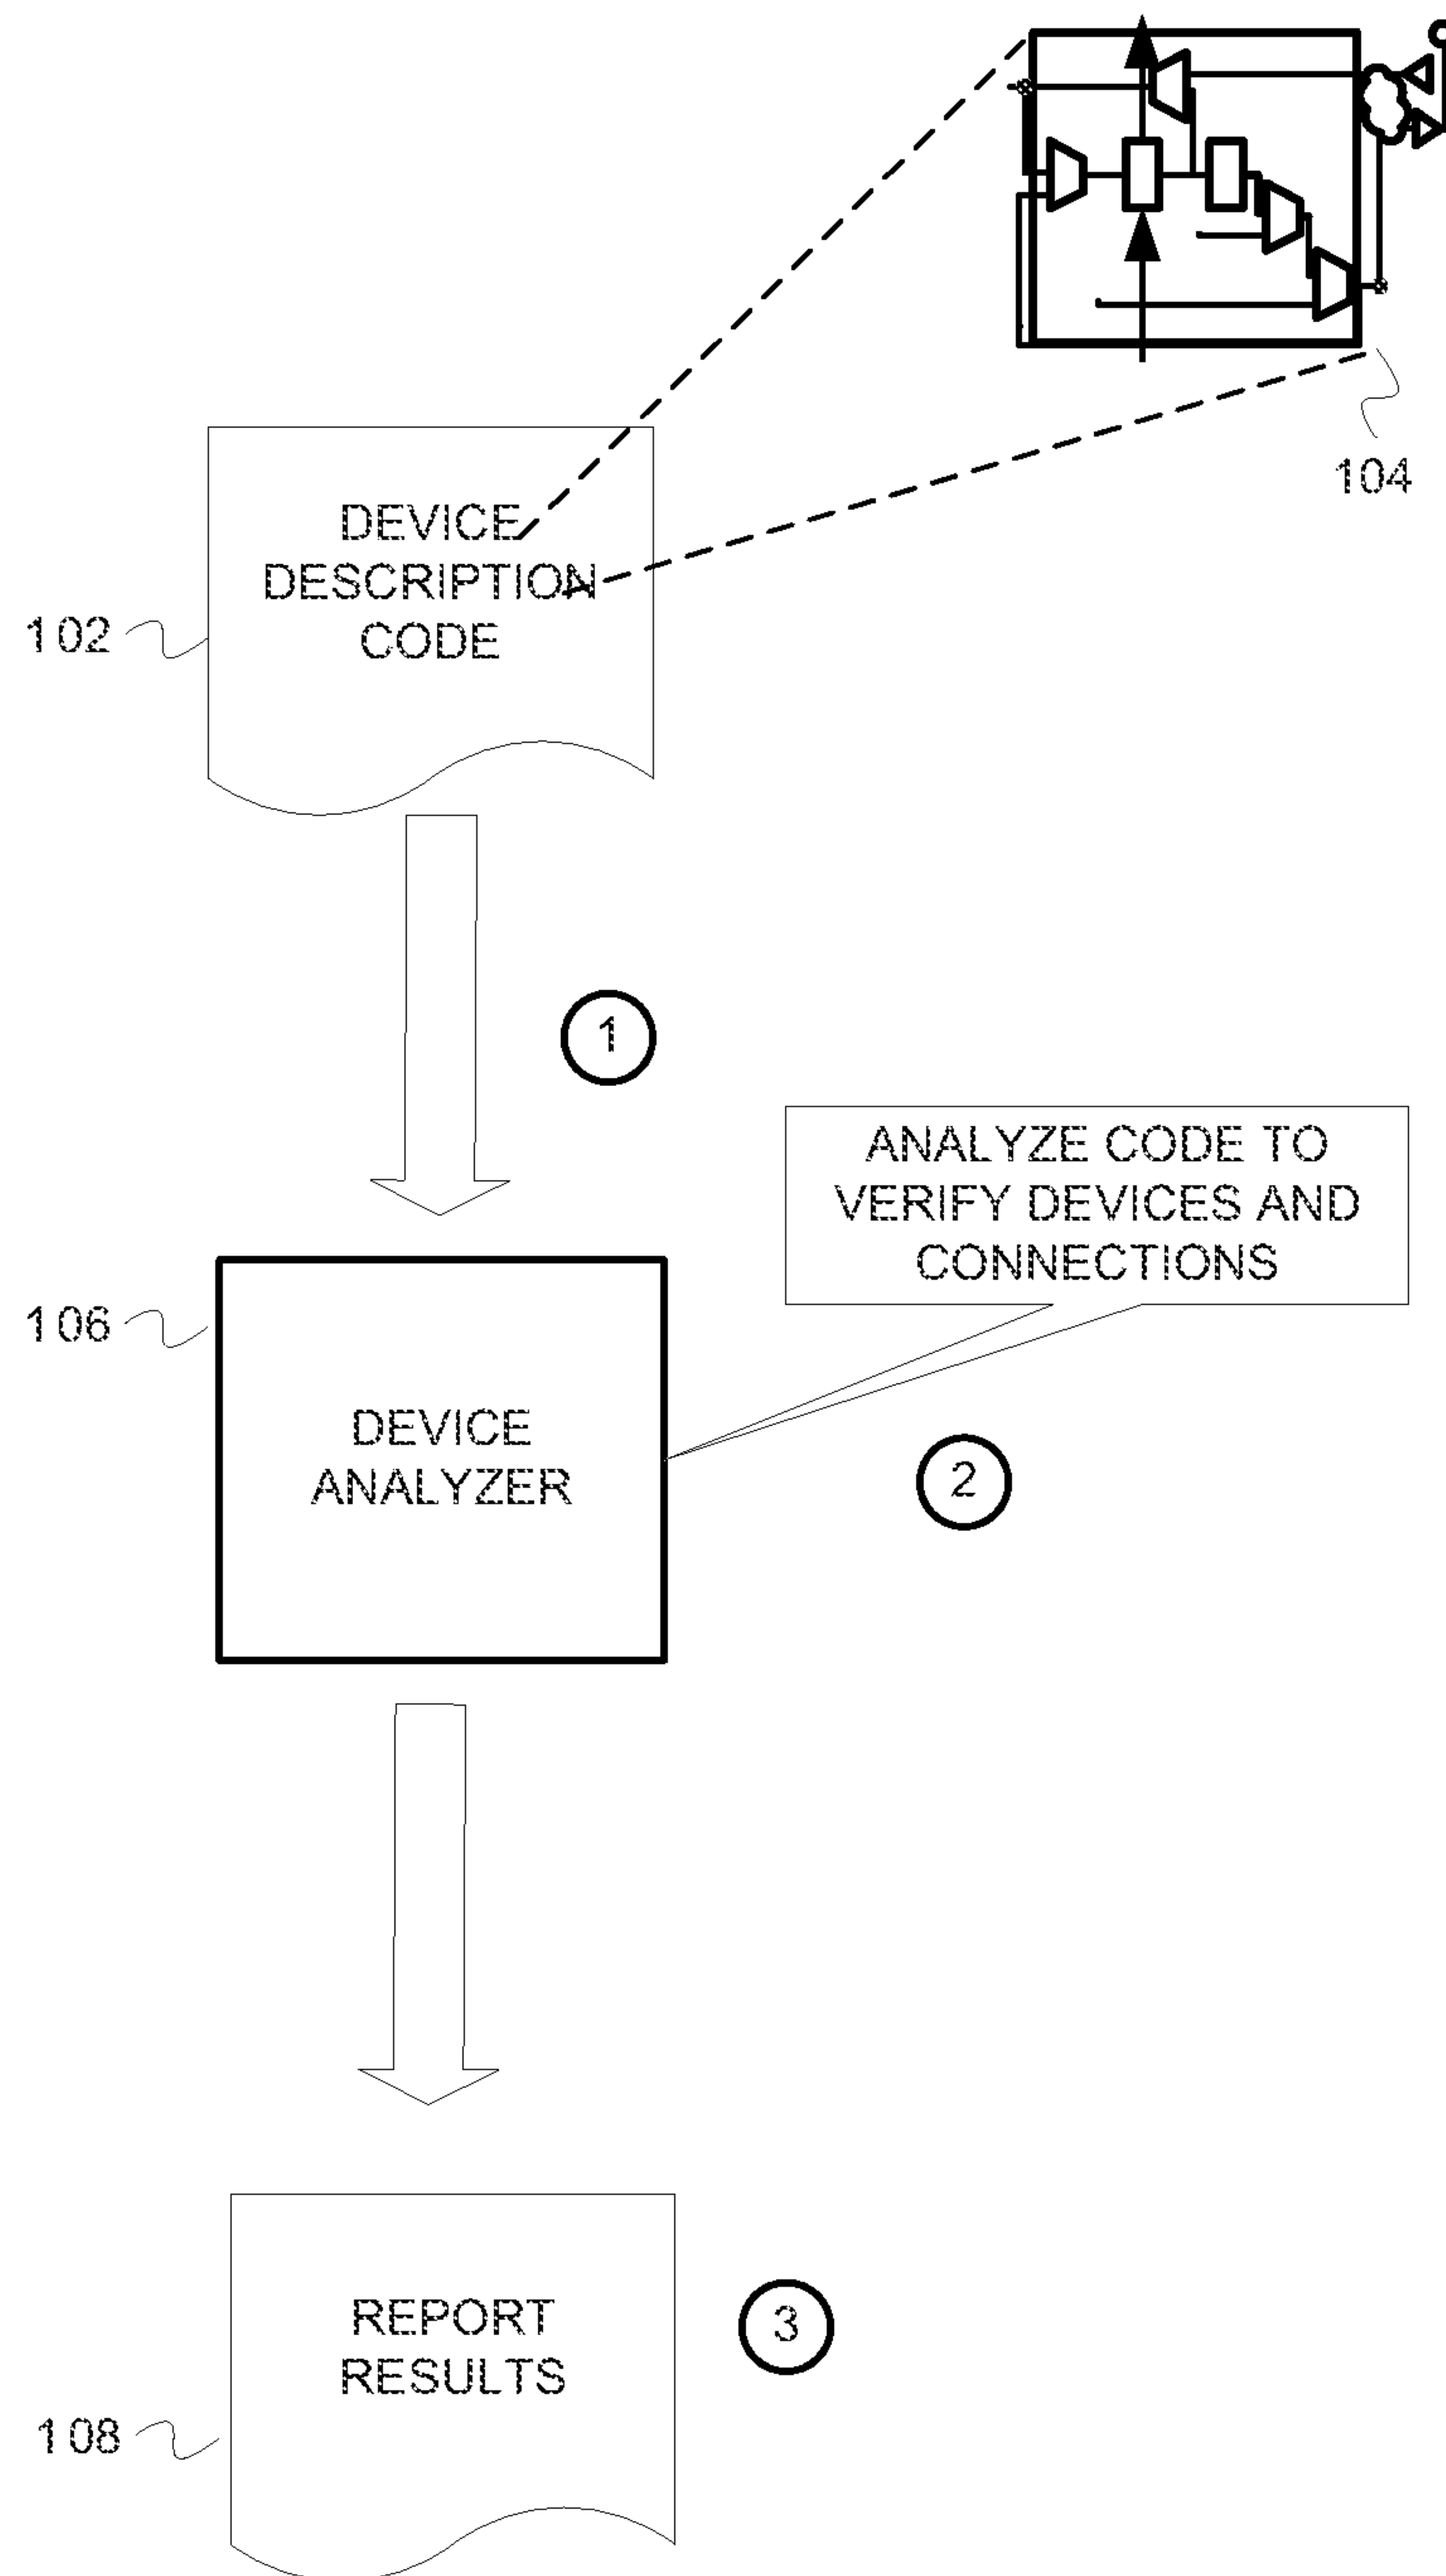 104
DEVICE
DESCRIPTION
CODE
102
1
ANALYZE CODE TO
VERIFY DEVICES AND
CONNECTIONS
106
DEVICE
ANALYZER
2
REPORT
RESULTS
3
108